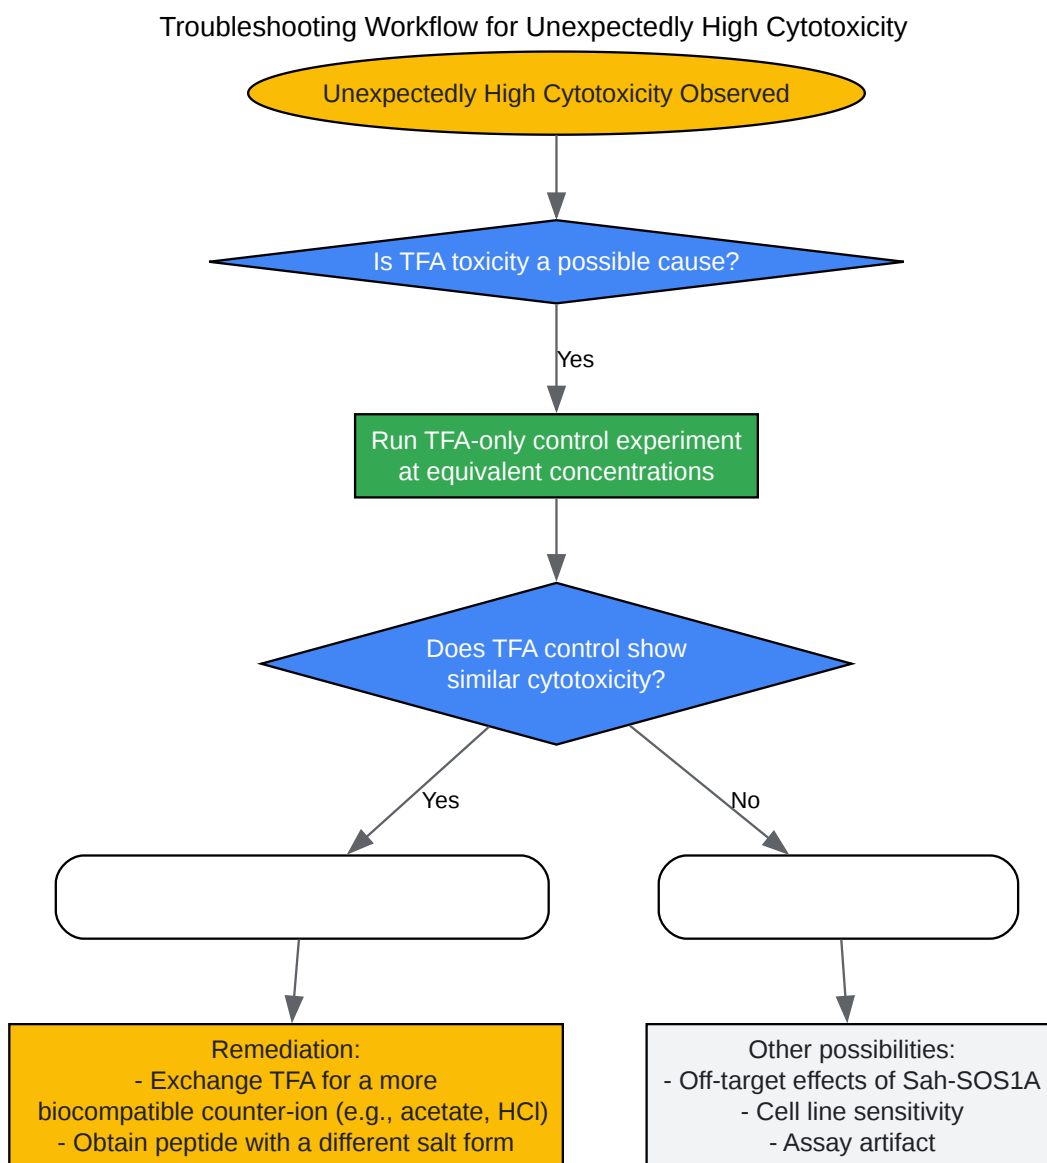 Troubleshooting Workflow for Unexpectedly High Cytotoxicity
Unexpectedly High Cytotoxicity Observed
Is TFA toxicity a possible cause?
Yes
Run TFA-only control experiment
at equivalent concentrations
Does TFA control show
similar cytotoxicity?
Yes
No
Remediation:
- Exchange TFA for a more
biocompatible counter-ion (e.g., acetate, HCl)
- Obtain peptide with a different salt form
Other possibilities:
- Off-target effects of Sah-SOS1A
- Cell line sensitivity
- Assay artifact